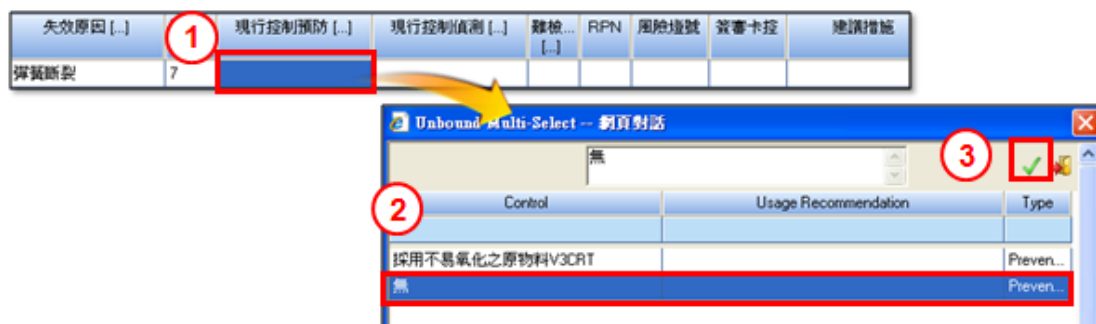 失效原因 [...] 現行控制預防 [...] 現行控制偵測 [...] 難檢... [...] RPN 風險燈號 簽審卡控 建議措施
1
彈簧斷裂 7
Unbound Multi-Select -- 網頁對話
無
3
2
Control Usage Recommendation Type
採用不易氧化之原物料V3CRT Preven...
無 Preven...